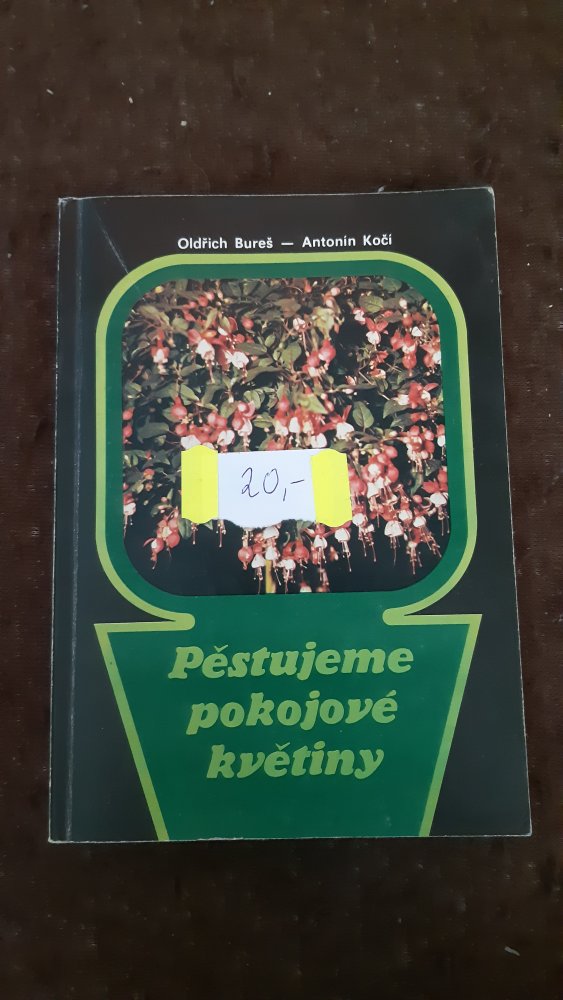 Oldřich Bureš — Antonín Kočí
20,-
Pěstujeme
pokojové
květiny